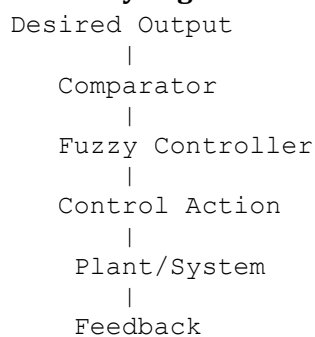 Desired Output
|
Comparator
|
Fuzzy Controller
|
Control Action
|
Plant/System
|
Feedback